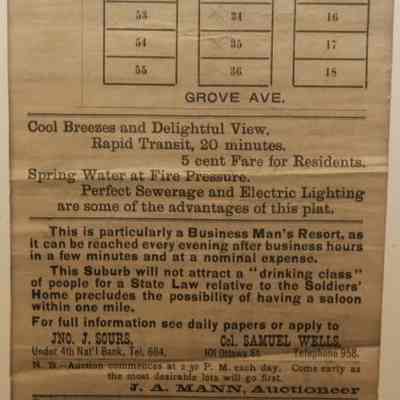 53 34 16
54 35 17
55 36 18
GROVE AVE.
Cool Breezes and Delightful View.
Rapid Transit, 20 minutes.
5 cent Fare for Residents.
Spring Water at Fire Pressure.
Perfect Sewerage and Electric Lighting
are some of the advantages of this plat.
This is particularly a Business Man's Resort, as
it can be reached every evening after business hours
in a few minutes and at a nominal expense.
This Suburb will not attract a "drinking class"
of people for a State Law relative to the Soldiers'
Home precludes the possibility of having a saloon
within one mile.
For full information see daily papers or apply to
JNO. J. SOURS, Col. SAMUEL WELLS,
Under 4th Nat'l Bank, Tel. 664, 101 Ottawa St. Telephone 958.
N. B.—Auction commences at 2.30 P. M. each day. Come early as
the most desirable lots will go first.
J. A. MANN, Auctioneer